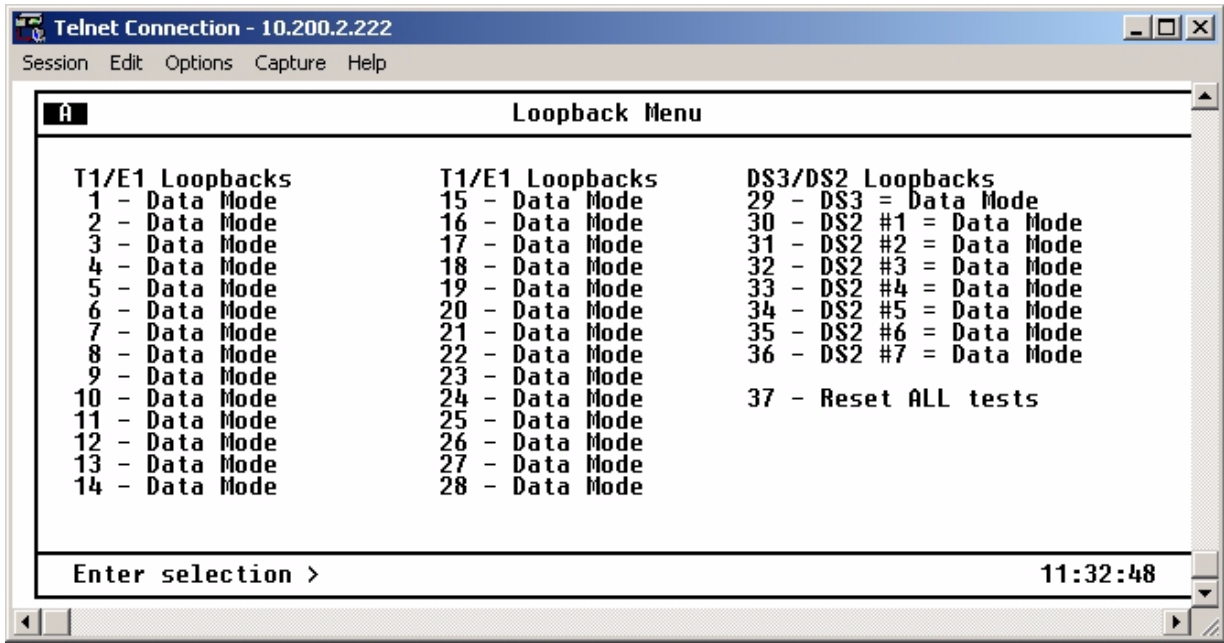 Telnet Connection - 10.200.2.222
Session Edit Options Capture Help
A Loopback Menu
T1/E1 Loopbacks T1/E1 Loopbacks DS3/DS2 Loopbacks
1 - Data Mode 15 - Data Mode 29 - DS3 = Data Mode
2 - Data Mode 16 - Data Mode 30 - DS2 #1 = Data Mode
3 - Data Mode 17 - Data Mode 31 - DS2 #2 = Data Mode
4 - Data Mode 18 - Data Mode 32 - DS2 #3 = Data Mode
5 - Data Mode 19 - Data Mode 33 - DS2 #4 = Data Mode
6 - Data Mode 20 - Data Mode 34 - DS2 #5 = Data Mode
7 - Data Mode 21 - Data Mode 35 - DS2 #6 = Data Mode
8 - Data Mode 22 - Data Mode 36 - DS2 #7 = Data Mode
9 - Data Mode 23 - Data Mode
10 - Data Mode 24 - Data Mode 37 - Reset ALL tests
11 - Data Mode 25 - Data Mode
12 - Data Mode 26 - Data Mode
13 - Data Mode 27 - Data Mode
14 - Data Mode 28 - Data Mode
Enter selection > 11:32:48